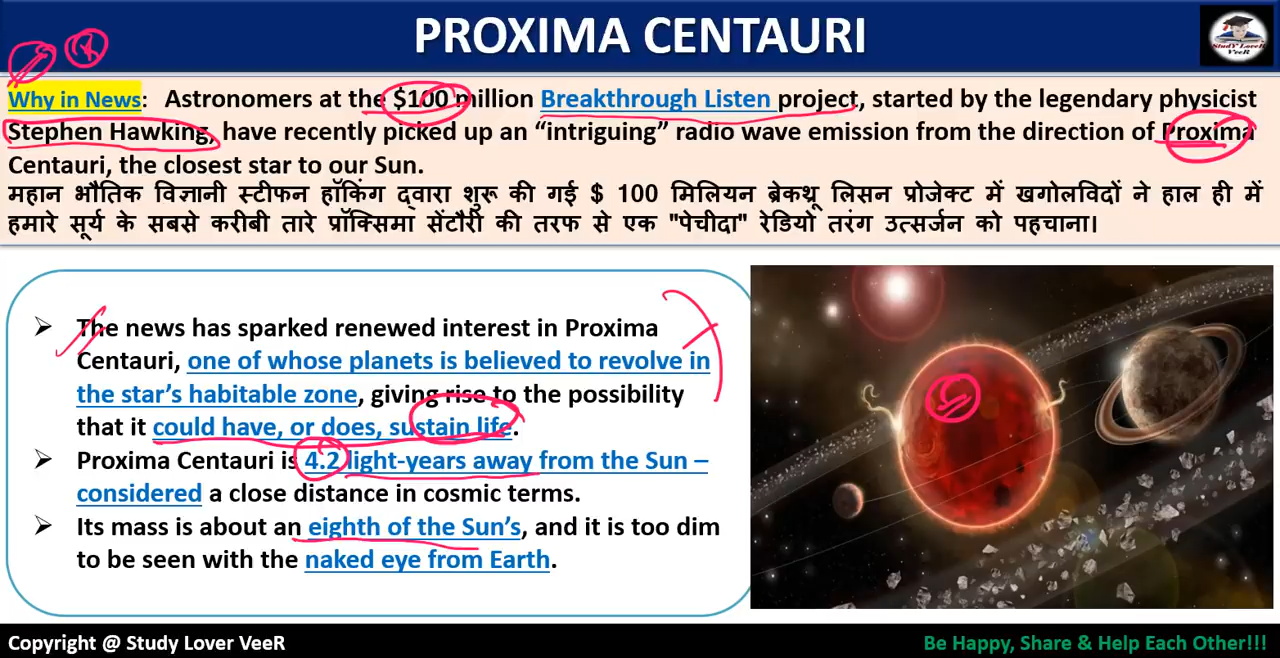 PROXIMA CENTAURI
StudY LoveR
VeeR
Why in News: Astronomers at the $100 million Breakthrough Listen project, started by the legendary physicist
Stephen Hawking, have recently picked up an “intriguing” radio wave emission from the direction of Proxima
Centauri, the closest star to our Sun.
महान भौतिक विज्ञानी स्टीफन हॉकिंग द्वारा शुरू की गई $ 100 मिलियन ब्रेकथ्रू लिसन प्रोजेक्ट में खगोलविदों ने हाल ही में
हमारे सूर्य के सबसे करीबी तारे प्रॉक्सिमा सेंटौरी की तरफ से एक "पेचीदा" रेडियो तरंग उत्सर्जन को पहचाना।
➢ The news has sparked renewed interest in Proxima
Centauri, one of whose planets is believed to revolve in
the star’s habitable zone, giving rise to the possibility
that it could have, or does, sustain life.
➢ Proxima Centauri is 4.2 light-years away from the Sun –
considered a close distance in cosmic terms.
➢ Its mass is about an eighth of the Sun’s, and it is too dim
to be seen with the naked eye from Earth.
Copyright @ Study Lover VeeR
Be Happy, Share & Help Each Other!!!